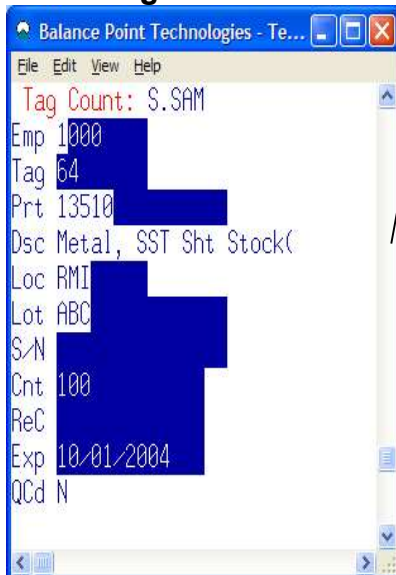 Balance Point Technologies - Te...
File Edit View Help
Tag Count: S.SAM
Emp 1000
Tag 64
Prt 13510
Dsc Metal, SST Sht Stock(
Loc RMI
Lot ABC
S/N
Cnt 100
ReC
Exp 10/01/2004
QCd N